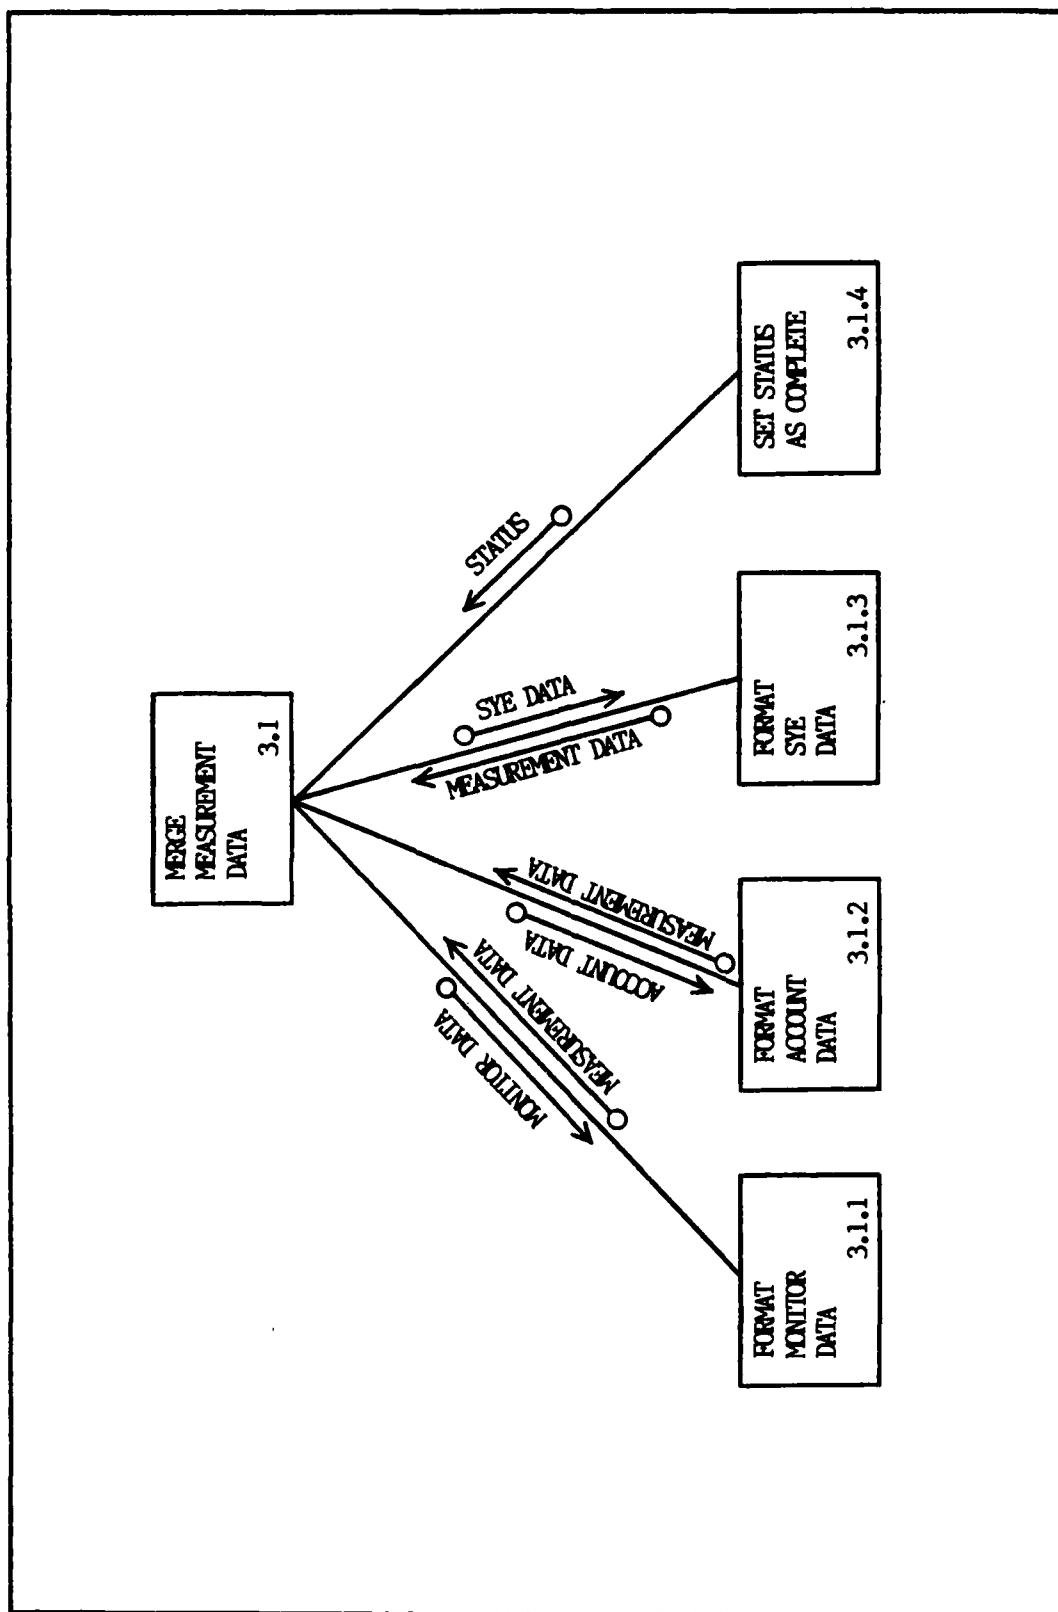 MERGE
MEASUREMENT
DATA
3.1
MONITOR DATA
MEASUREMENT DATA
ACCOUNT DATA
MEASUREMENT DATA
MEASUREMENT DATA
SYE DATA
STATUS
FORMAT
MONITOR
DATA
3.1.1
FORMAT
ACCOUNT
DATA
3.1.2
FORMAT
SYE
DATA
3.1.3
SET STATUS
AS COMPLETE
3.1.4